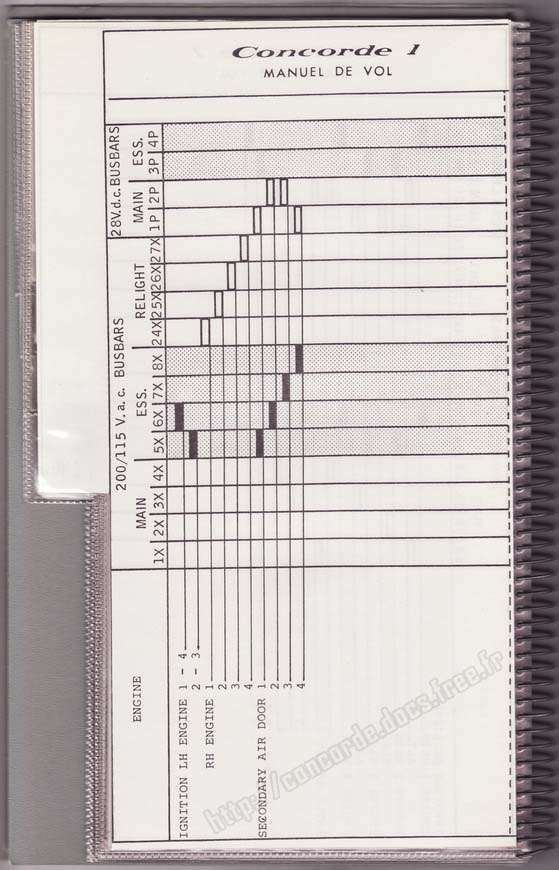 Concorde 1
MANUEL DE VOL
ENGINE
200/115 V.a.c. BUSBARS
28V.d.c. BUSBARS
MAIN
ESS.
RELIGHT
MAIN
ESS.
1X 2X 3X 4X 5X 6X 7X 8X 24X 25X 26X 27X 1P 2P 3P 4P
IGNITION LH ENGINE 1 - 4
2 - 3
RH ENGINE 1
2
3
4
SECONDARY AIR DOOR 1
2
3
4
http://concorde.docs.free.fr